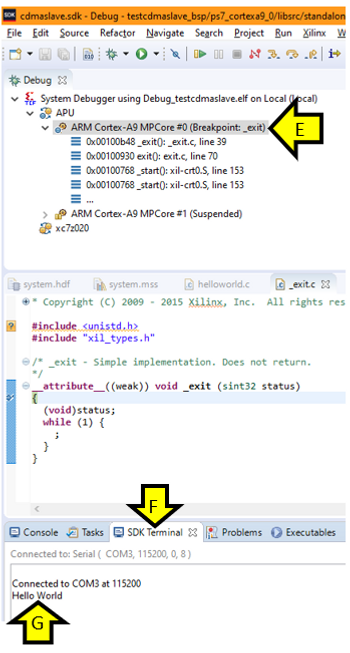 SDK cdmaslave.sdk - Debug - testcdmaslave_bsp/ps7_cortexa9_0/libsrc/standalon
File Edit Source Refactor Navigate Search Project Run Xilinx W
Debug
System Debugger using Debug_testcdmaslave.elf on Local (Local)
APU
ARM Cortex-A9 MPCore #0 (Breakpoint: _exit)
E
0x00100b48 _exit(): _exit.c, line 39
0x00100930 exit(): exit.c, line 70
0x00100768 _start(): xil-crt0.S, line 153
0x00100768 _start(): xil-crt0.S, line 153
...
ARM Cortex-A9 MPCore #1 (Suspended)
xc7z020
system.hdf system.mss helloworld.c _exit.c
* Copyright (C) 2009 - 2015 Xilinx, Inc.  All rights rese
#include <unistd.h>
#include "xil_types.h"
/* _exit - Simple implementation. Does not return.
*/
__attribute__((weak)) void _exit (sint32 status)
{
(void)status;
while (1) {
;
}
}
F
Console Tasks SDK Terminal Problems Executables
Connected to: Serial ( COM3, 115200, 0, 8 )
Connected to COM3 at 115200
Hello World
G